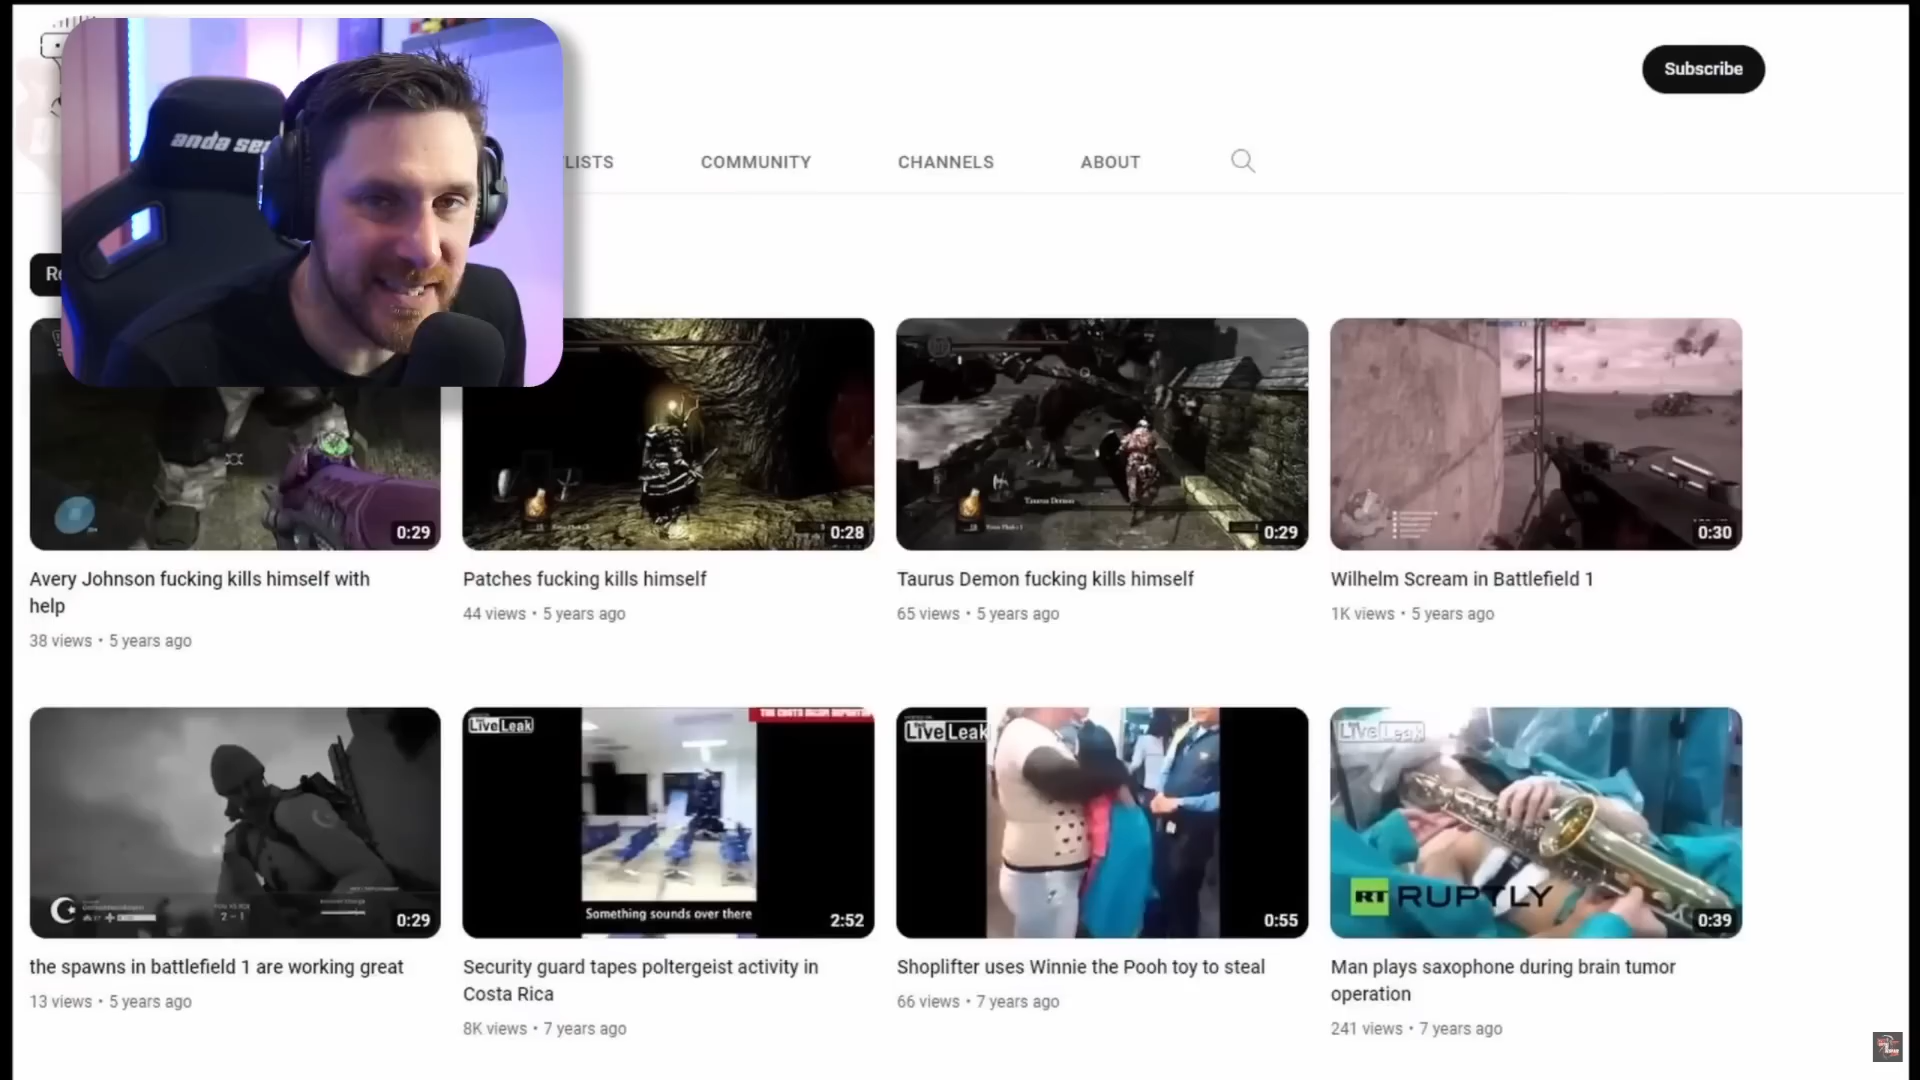 Subscribe
anda se
LISTS
COMMUNITY
CHANNELS
ABOUT
Re
0:29
0:28
Taurus Demon
0:29
0:30
Avery Johnson fucking kills himself with
help
38 views • 5 years ago
Patches fucking kills himself
44 views • 5 years ago
Taurus Demon fucking kills himself
65 views • 5 years ago
Wilhelm Scream in Battlefield 1
1K views • 5 years ago
2 - 1
0:29
LiveLeak
Something sounds over there
2:52
LiveLeak
0:55
LiveLeak
RT RUPTLY
0:39
the spawns in battlefield 1 are working great
13 views • 5 years ago
Security guard tapes poltergeist activity in
Costa Rica
8K views • 7 years ago
Shoplifter uses Winnie the Pooh toy to steal
66 views • 7 years ago
Man plays saxophone during brain tumor
operation
241 views • 7 years ago